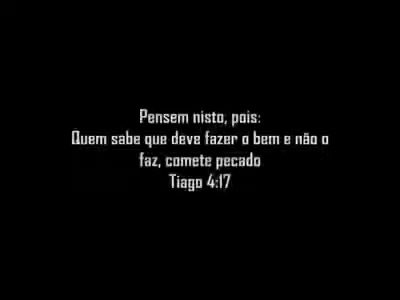 Pensem nisto, pois:
Quem sabe que deve fazer o bem e não o
faz, comete pecado
Tiago 4:17